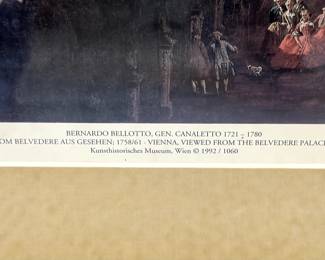 BERNARDO BELLOTTO, GEN. CANALETTO 1721 - 1780
OM BELVEDERE AUS GESEHEN; 1758/61 - VIENNA, VIEWED FROM THE BELVEDERE PALACE
Kunsthistorisches Museum, Wien © 1992 / 1060